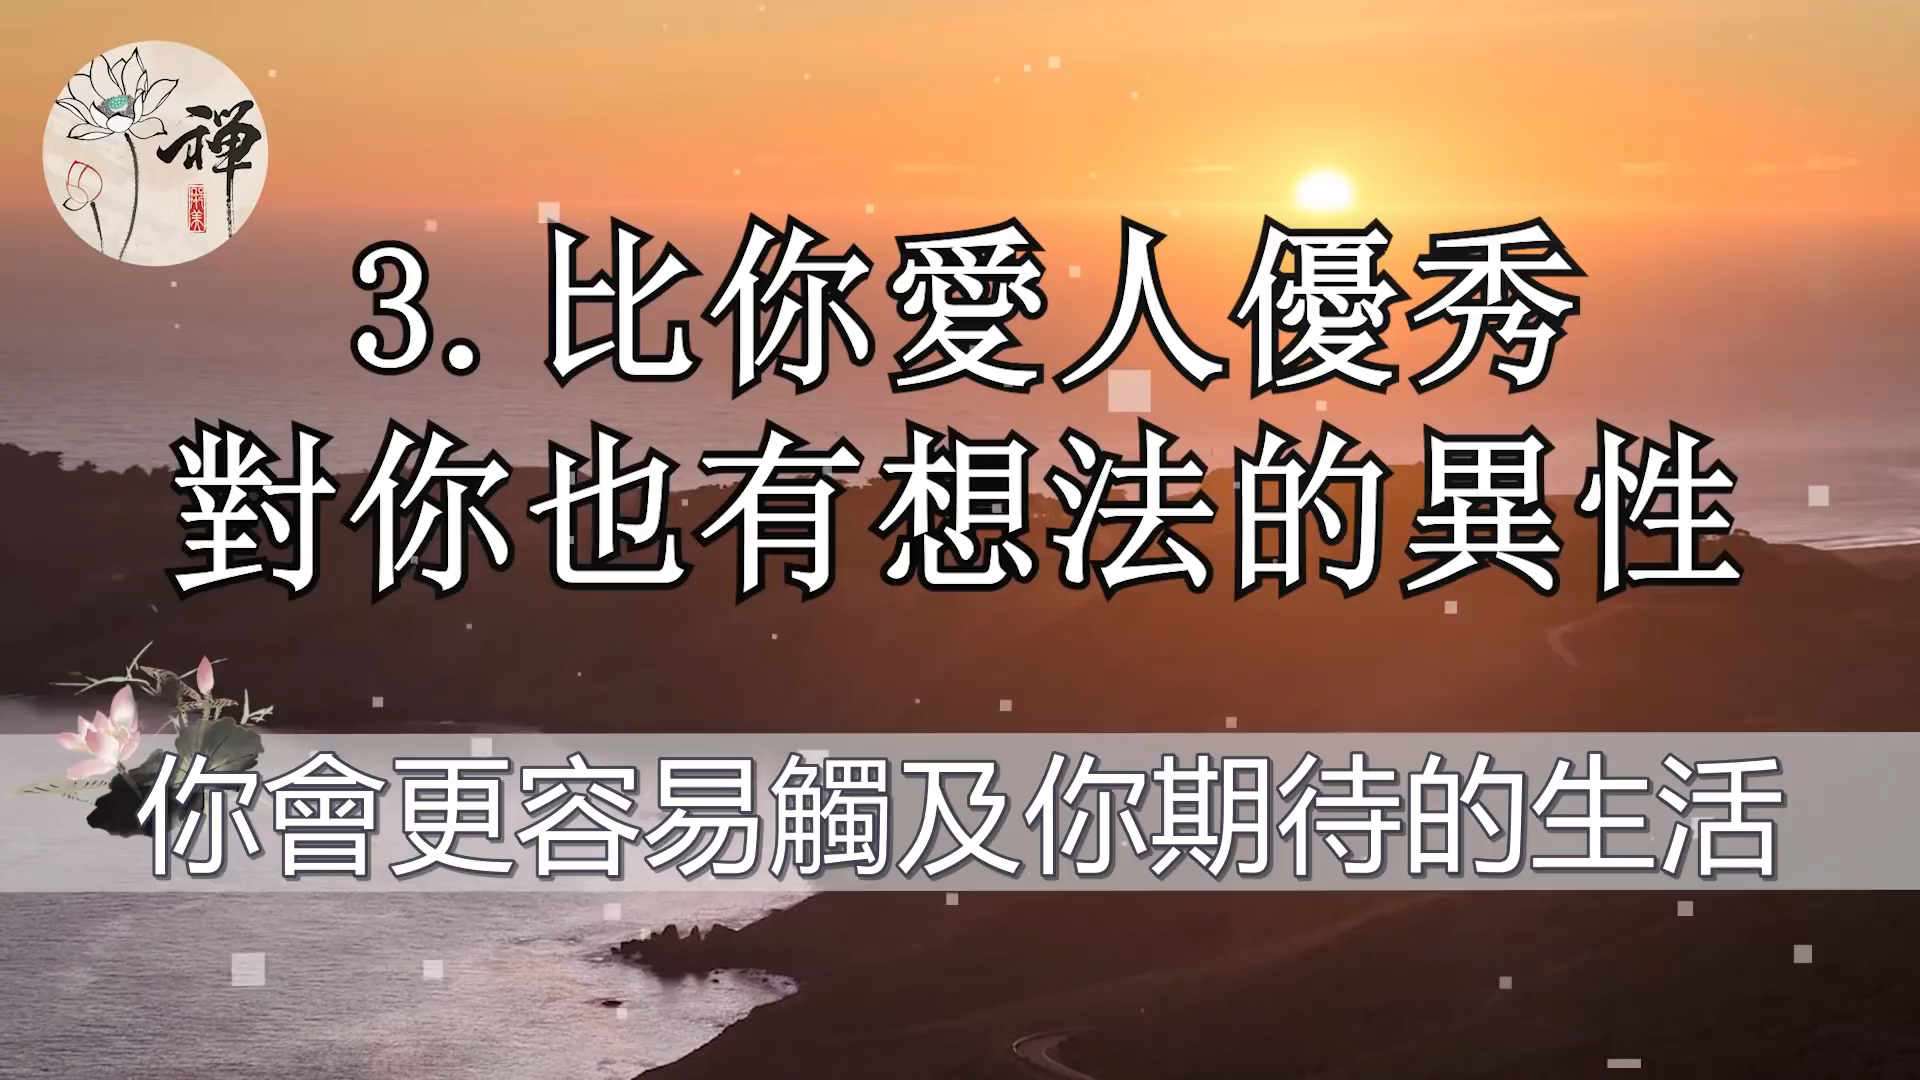 禅
3. 比你愛人優秀
對你也有想法的異性
你會更容易觸及你期待的生活